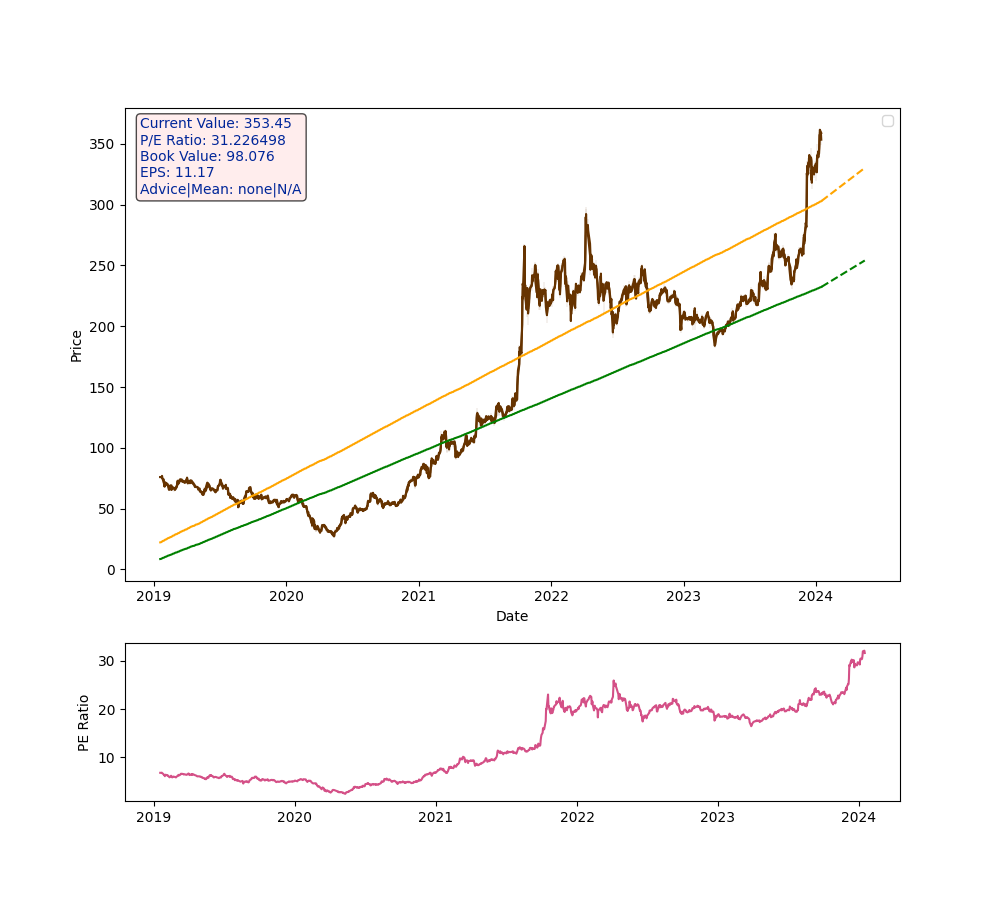 Current Value: 353.45
P/E Ratio: 31.226498
Book Value: 98.076
EPS: 11.17
Advice|Mean: none|N/A
350
300
250
200
150
100
50
0
Price
2019 2020 2021 2022 2023 2024
Date
30
20
10
PE Ratio
2019 2020 2021 2022 2023 2024